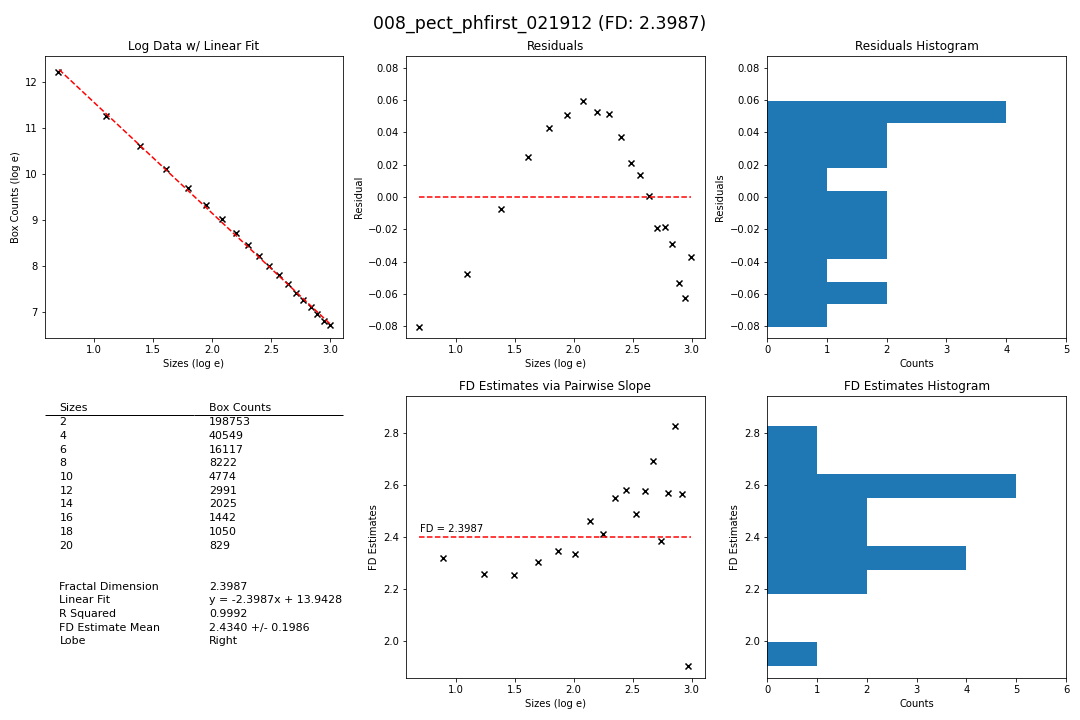 008_pect_phfirst_021912 (FD: 2.3987)
Log Data w/ Linear Fit
Box Counts (log e)
12
11
10
9
8
7
1.0 1.5 2.0 2.5 3.0
Sizes (log e)
Residuals
Residual
0.08
0.06
0.04
0.02
0.00
−0.02
−0.04
−0.06
−0.08
1.0 1.5 2.0 2.5 3.0
Sizes (log e)
Residuals Histogram
Residuals
0.08
0.06
0.04
0.02
0.00
−0.02
−0.04
−0.06
−0.08
0 1 2 3 4 5
Counts
Sizes Box Counts
2 198753
4 40549
6 16117
8 8222
10 4774
12 2991
14 2025
16 1442
18 1050
20 829
Fractal Dimension 2.3987
Linear Fit y = -2.3987x + 13.9428
R Squared 0.9992
FD Estimate Mean 2.4340 +/- 0.1986
Lobe Right
FD Estimates via Pairwise Slope
FD Estimates
2.8
2.6
2.4
2.2
2.0
FD = 2.3987
1.0 1.5 2.0 2.5 3.0
Sizes (log e)
FD Estimates Histogram
FD Estimates
2.8
2.6
2.4
2.2
2.0
0 1 2 3 4 5 6
Counts